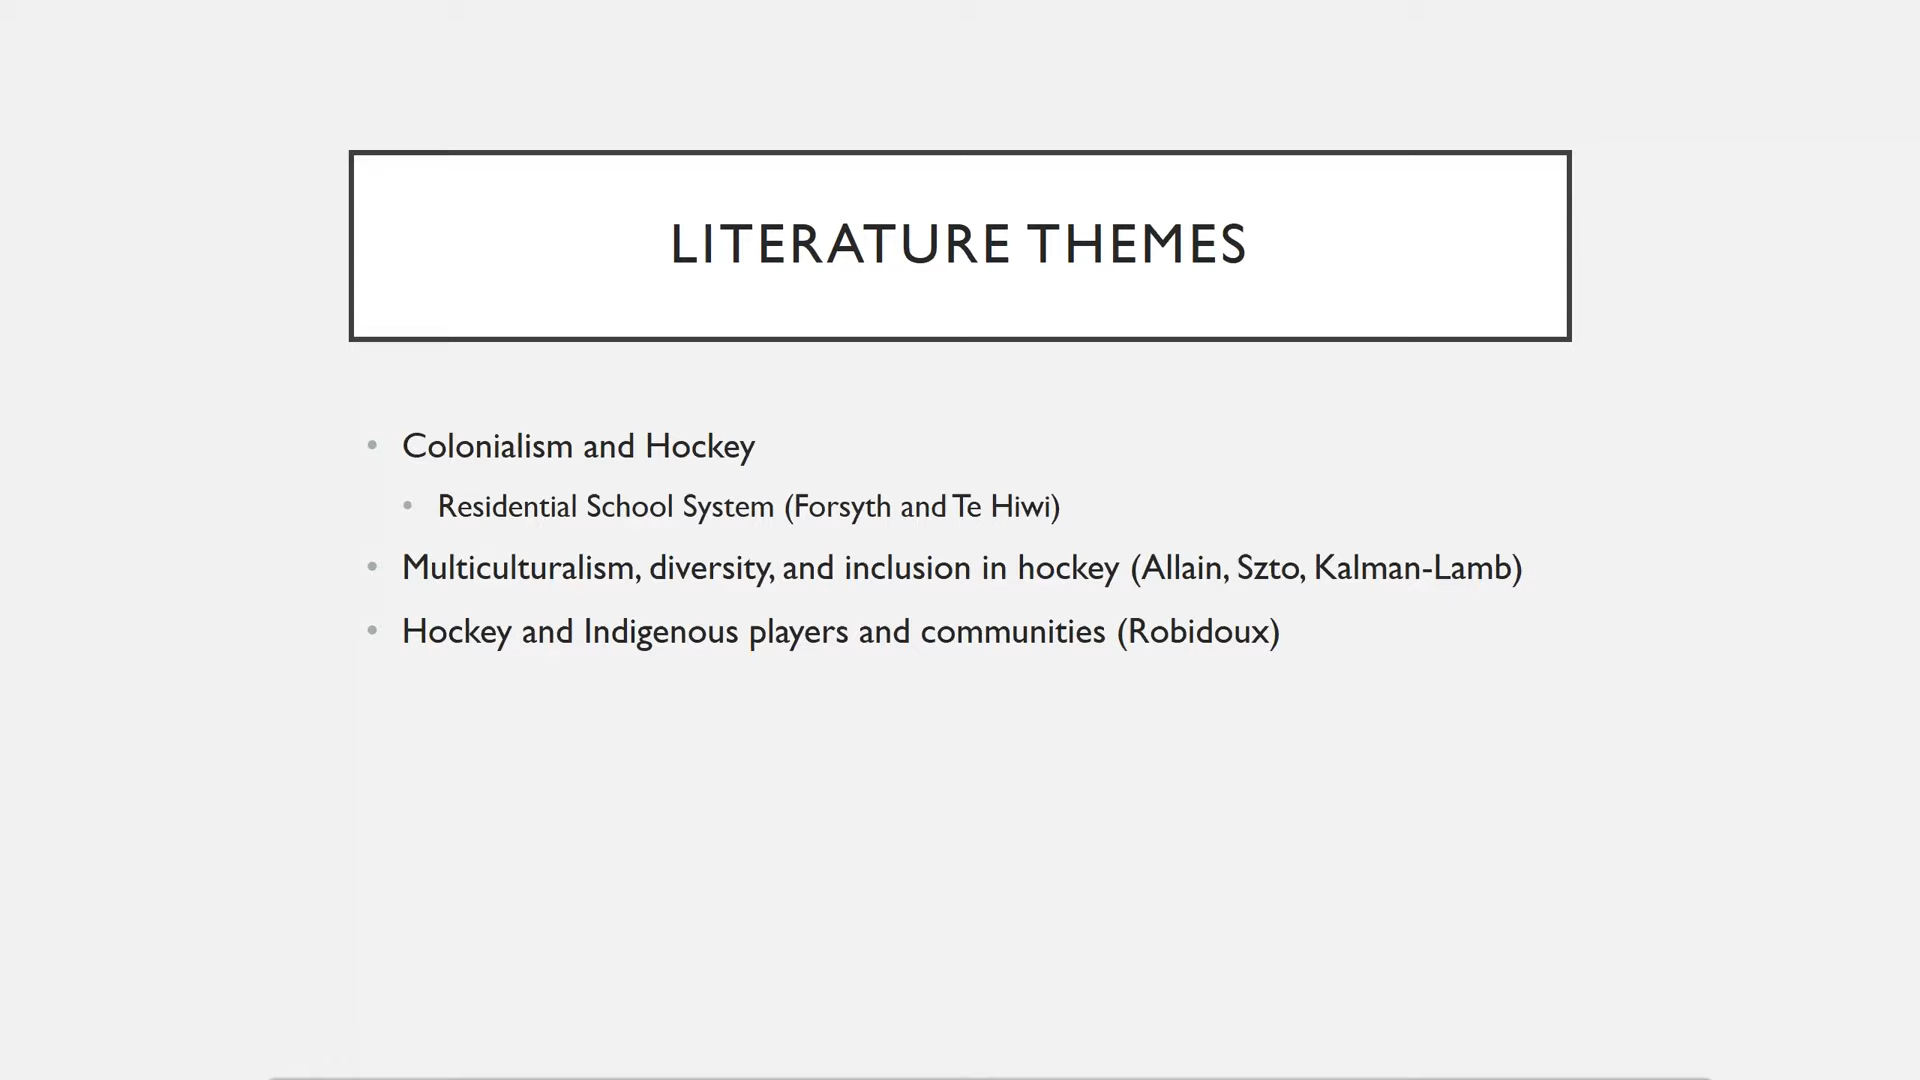 LITERATURE THEMES
• Colonialism and Hockey
• Residential School System (Forsyth and Te Hiwi)
• Multiculturalism, diversity, and inclusion in hockey (Allain, Szto, Kalman-Lamb)
• Hockey and Indigenous players and communities (Robidoux)